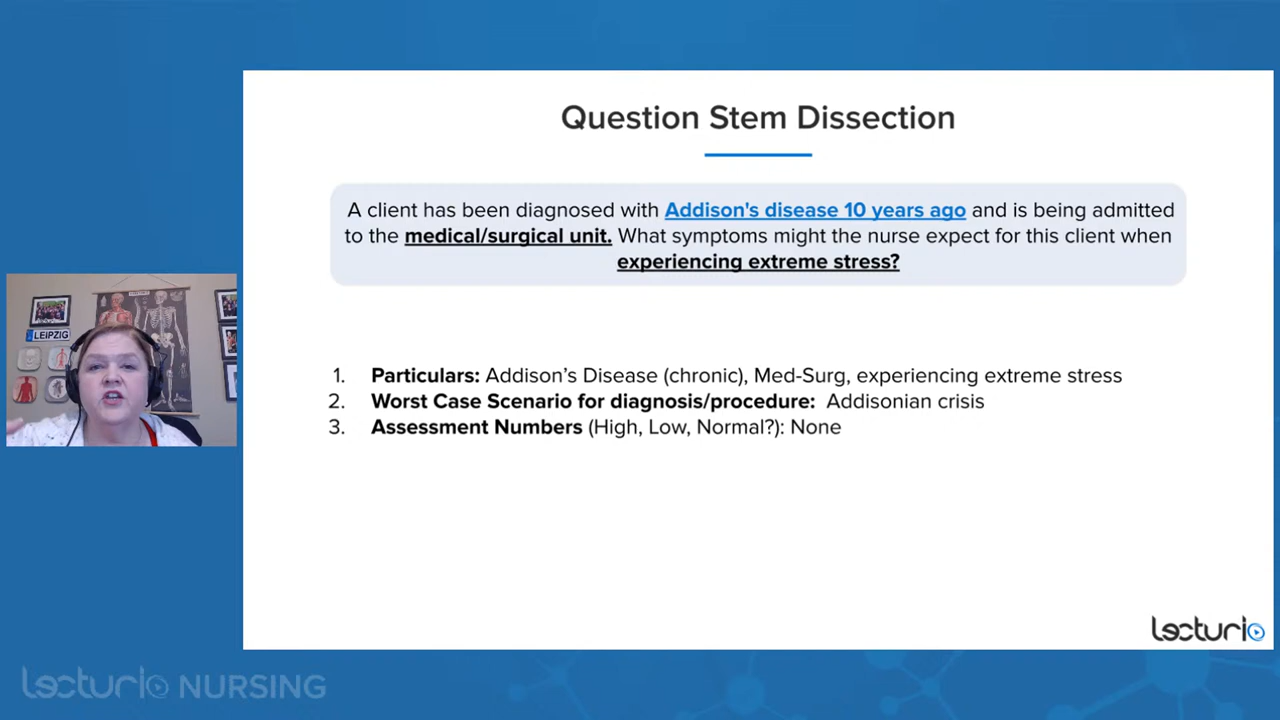 Question Stem Dissection
A client has been diagnosed with Addison's disease 10 years ago and is being admitted
to the medical/surgical unit. What symptoms might the nurse expect for this client when
experiencing extreme stress?
LEIPZIG
1. Particulars: Addison’s Disease (chronic), Med-Surg, experiencing extreme stress
2. Worst Case Scenario for diagnosis/procedure: Addisonian crisis
3. Assessment Numbers (High, Low, Normal?): None
Lecturio
Lecturio NURSING